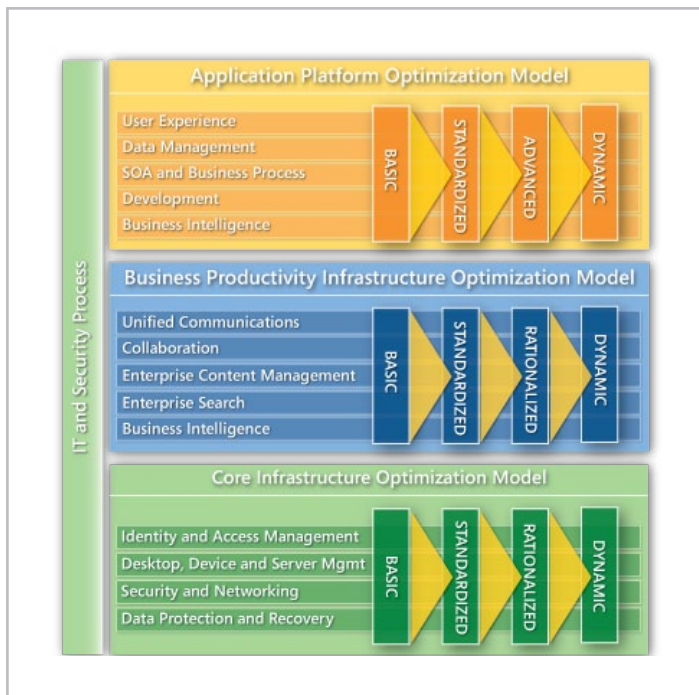 IT and Security Process
Application Platform Optimization Model
User Experience
Data Management
SOA and Business Process
Development
Business Intelligence
BASIC
STANDARDIZED
ADVANCED
DYNAMIC
Business Productivity Infrastructure Optimization Model
Unified Communications
Collaboration
Enterprise Content Management
Enterprise Search
Business Intelligence
BASIC
STANDARDIZED
RATIONALIZED
DYNAMIC
Core Infrastructure Optimization Model
Identity and Access Management
Desktop, Device and Server Mgmt
Security and Networking
Data Protection and Recovery
BASIC
STANDARDIZED
RATIONALIZED
DYNAMIC